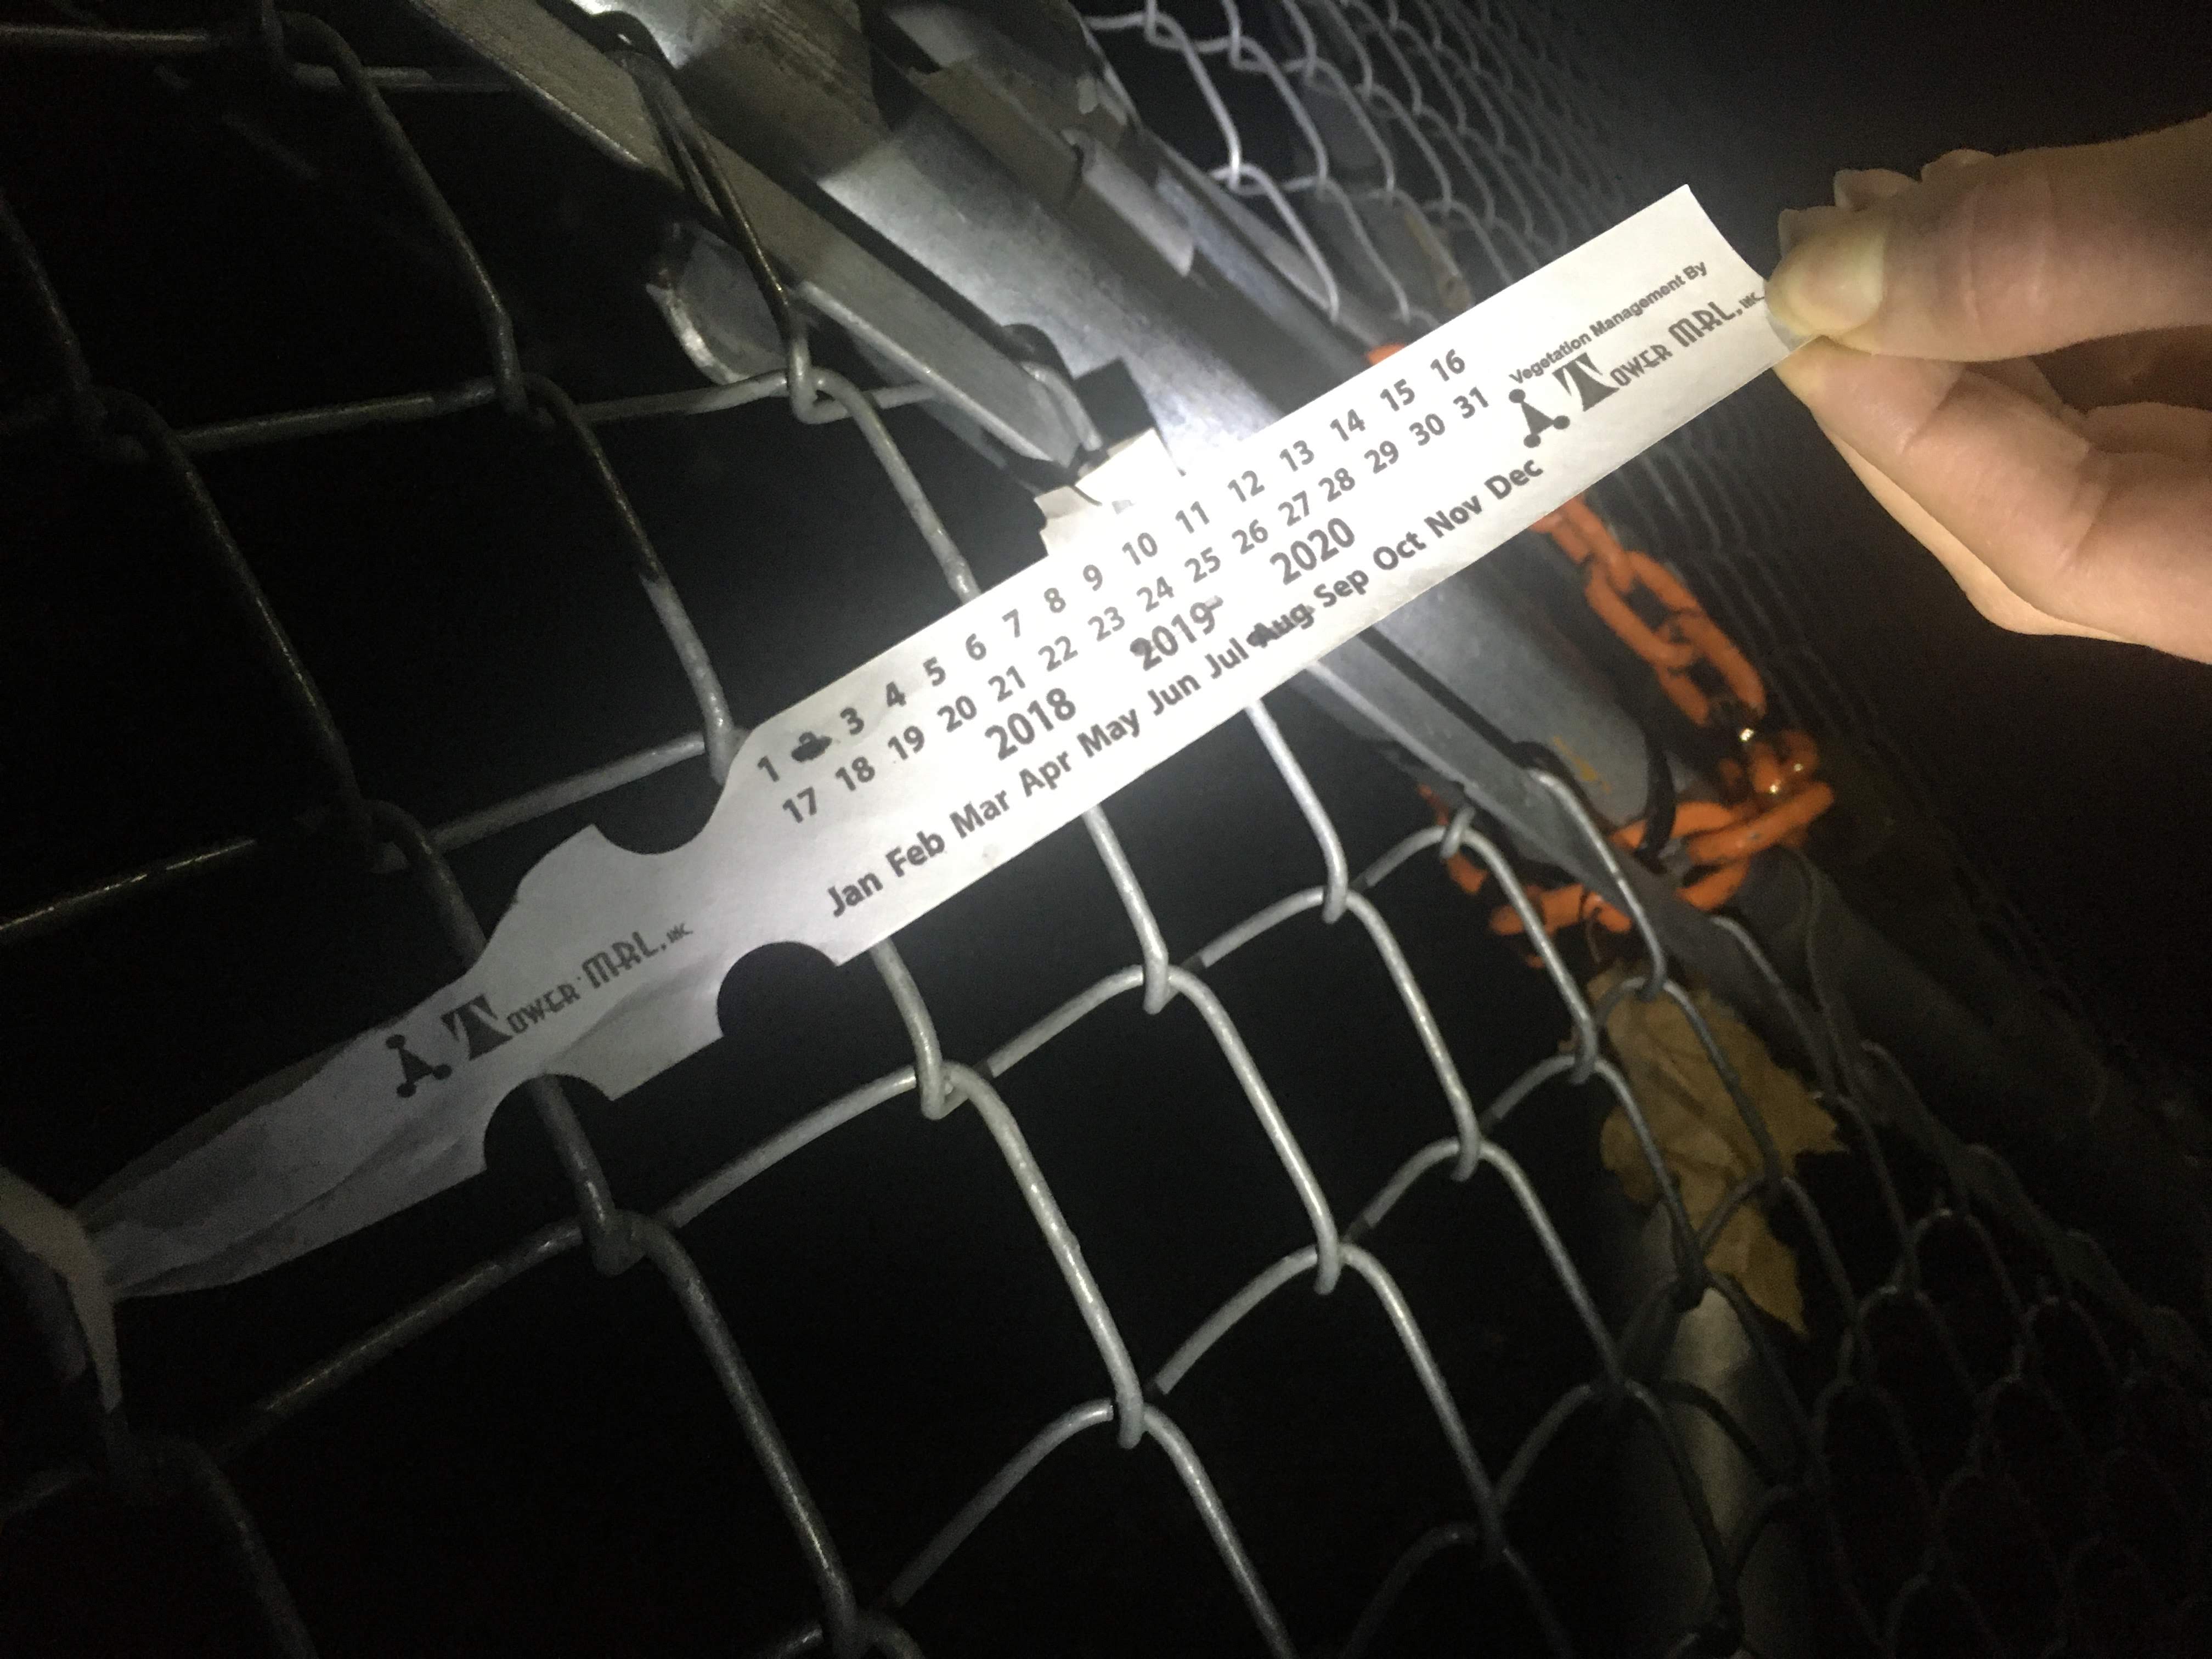 TOWER MRL, INC.
1 3 4 5 6 7 8 9 10 11 12 13 14 15 16
17 18 19 20 21 22 23 24 25 26 27 28 29 30 31
2018 2019 2020
Jan Feb Mar Apr May Jun Jul Aug Sep Oct Nov Dec
Vegetation Management By
TOWER MRL, INC.